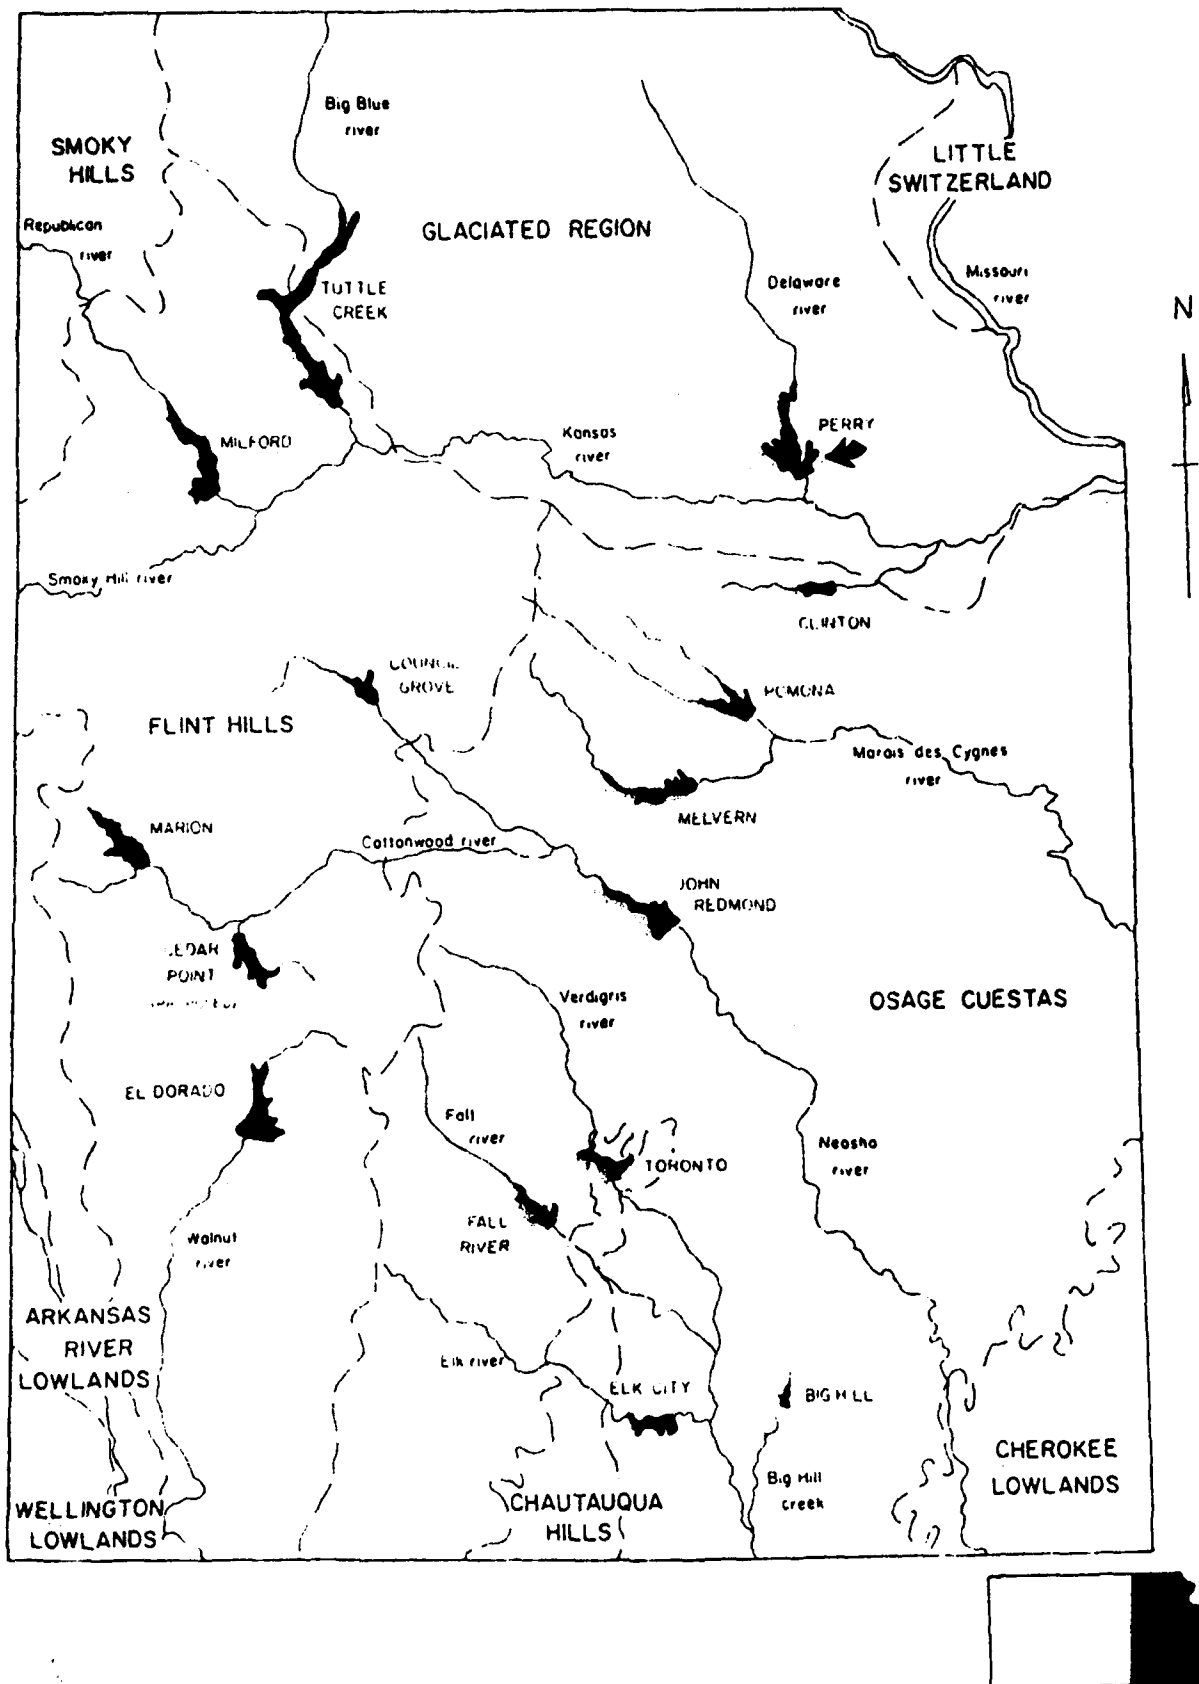 Big Blue
river
SMOKY
HILLS
LITTLE
SWITZERLAND
Republican
river
GLACIATED REGION
Missouri
river
Delaware
river
TUTTLE
CREEK
N
PERRY
Kansas
river
MILFORD
Smoky Hill river
CLINTON
COUNCIL
GROVE
POMONA
FLINT HILLS
Marais des Cygnes
river
MELVERN
MARION
Cottonwood river
JOHN
REDMOND
CEDAR
POINT
Verdigris
river
OSAGE CUESTAS
EL DORADO
Fall
river
Neosho
river
TORONTO
FALL
RIVER
Walnut
river
ARKANSAS
RIVER
LOWLANDS
Elk river
ELK CITY
BIG HILL
CHEROKEE
LOWLANDS
Big Hill
Creek
WELLINGTON
LOWLANDS
CHAUTAUQUA
HILLS